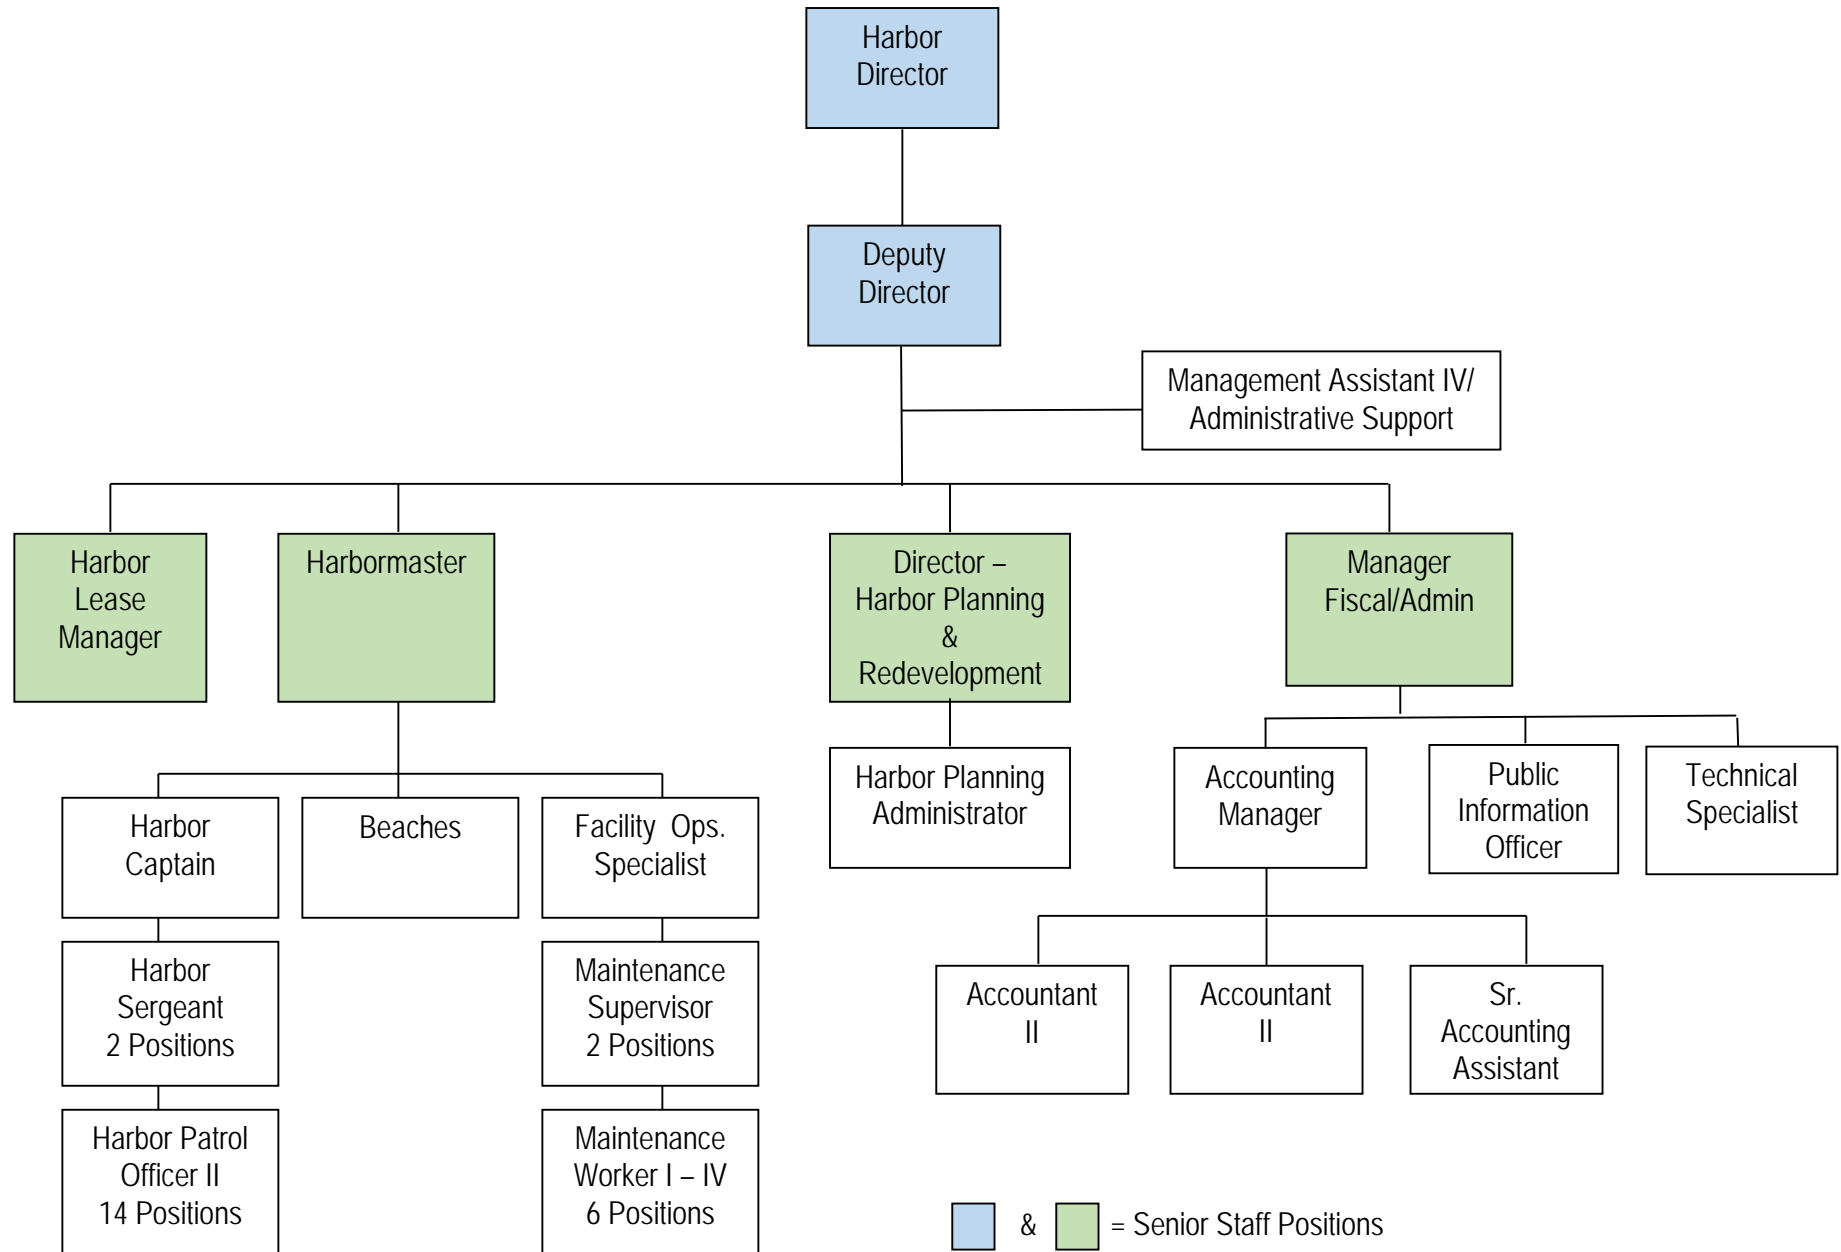 Harbor
Director
Deputy
Director
Management Assistant IV/
Administrative Support
Harbor
Lease
Manager
Harbormaster
Director –
Harbor Planning
&
Redevelopment
Manager
Fiscal/Admin
Harbor
Captain
Beaches
Facility Ops.
Specialist
Harbor Planning
Administrator
Accounting
Manager
Public
Information
Officer
Technical
Specialist
Harbor
Sergeant
2 Positions
Maintenance
Supervisor
2 Positions
Accountant
II
Accountant
II
Sr.
Accounting
Assistant
Harbor Patrol
Officer II
14 Positions
Maintenance
Worker I – IV
6 Positions
& = Senior Staff Positions